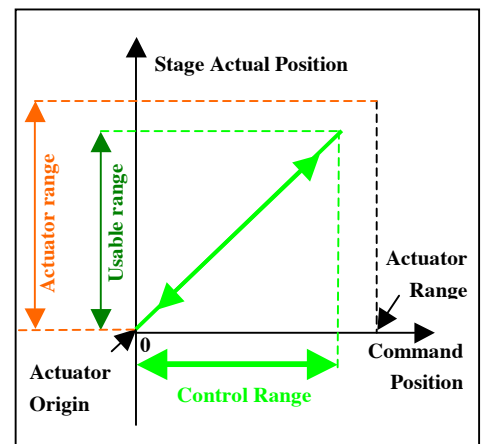 Stage Actual Position
Actuator range
Usable range
Actuator
Range
0
Command
Position
Actuator
Origin
Control Range